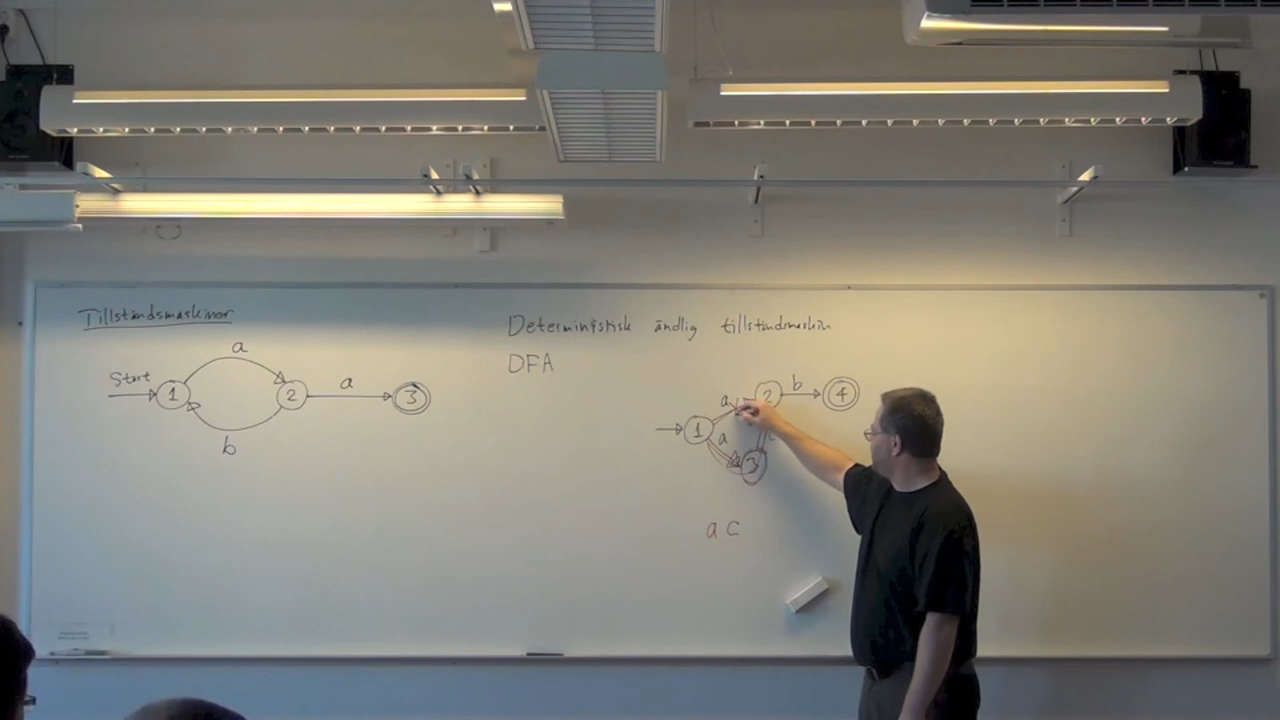 Tillståndsmaskiner
Start
1
a
2
b
a
3
Deterministisk ändlig tillståndsmaskin
DFA
1
a
2
b
4
a
3
a c